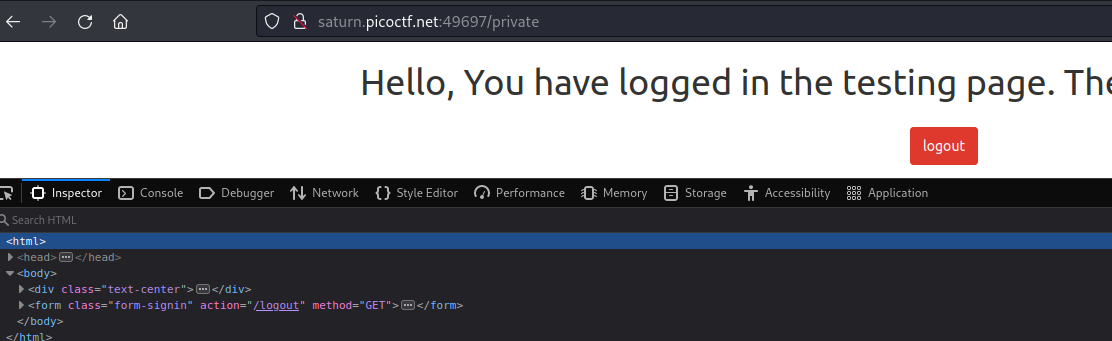 saturn.picoctf.net:49697/private
Hello, You have logged in the testing page. The
logout
Inspector Console Debugger Network Style Editor Performance Memory Storage Accessibility Application
Search HTML
<html>
<head> ··· </head>
<body>
<div class="text-center"> ··· </div>
<form class="form-signin" action="/logout" method="GET"> ··· </form>
</body>
</html>